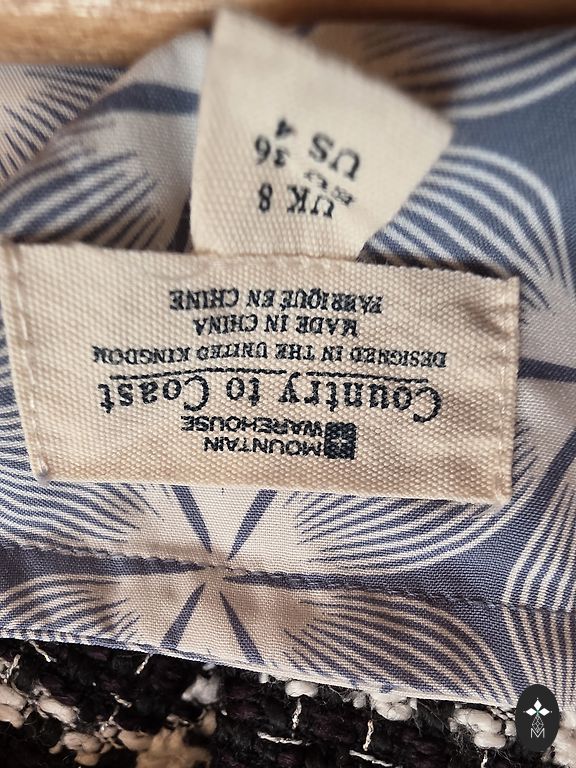 MOUNTAIN
WAREHOUSE
Country to Coast
DESIGNED IN THE UNITED KINGDOM
MADE IN CHINA
FABRIQUÉ EN CHINE
UK 8
EU 36
US 4